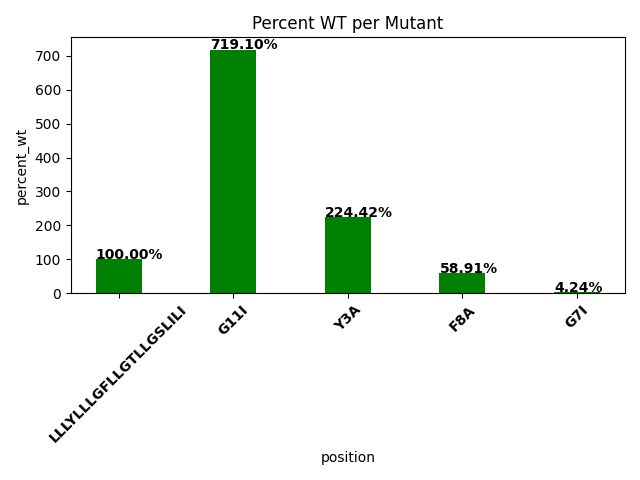 Percent WT per Mutant
percent_wt
700
600
500
400
300
200
100
0
100.00%
719.10%
224.42%
58.91%
4.24%
LLLYLLLGFLLGTLLGSLILI
G11I
Y3A
F8A
G7I
position